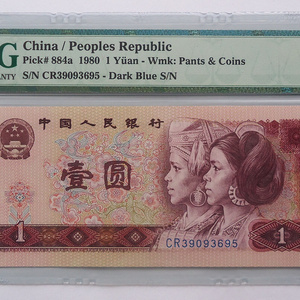 G
ANTY
China / Peoples Republic
Pick# 884a 1980 1 Yüan - Wmk: Pants & Coins
S/N CR39093695 - Dark Blue S/N
中国人民银行
壹圆
1
CR39093695
1